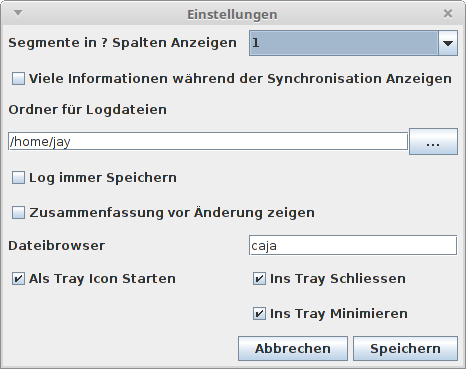 Einstellungen
Segmente in ? Spalten Anzeigen 1
Viele Informationen während der Synchronisation Anzeigen
Ordner für Logdateien
/home/jay ...
Log immer Speichern
Zusammenfassung vor Änderung zeigen
Dateibrowser caja
Als Tray Icon Starten Ins Tray Schliessen
Ins Tray Minimieren
Abbrechen Speichern